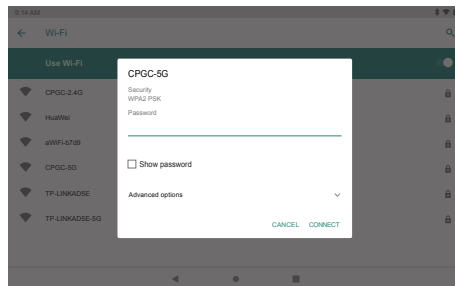 9:14 AM
Wi-Fi
Use Wi-Fi
CPGC-2.4G
HuaWei
aWiFi-b7d9
CPGC-5G
TP-LINKAD5E
TP-LINKAD5E-5G
CPGC-5G
Security
WPA2 PSK
Password
Show password
Advanced options
CANCEL CONNECT